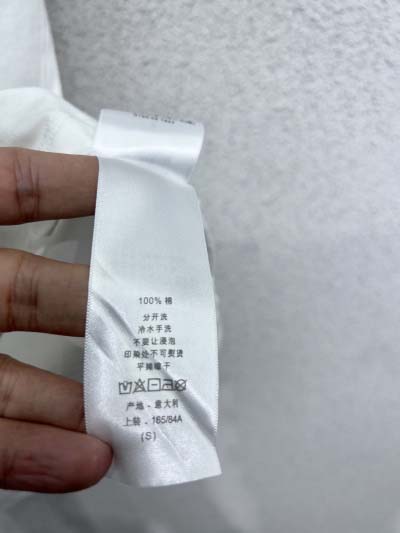 100% 棉
分开洗
冷水手洗
不要让浸泡
印染处不可熨烫
平摊晾干
产地 - 意大利
上装 . 165/84A
(S)